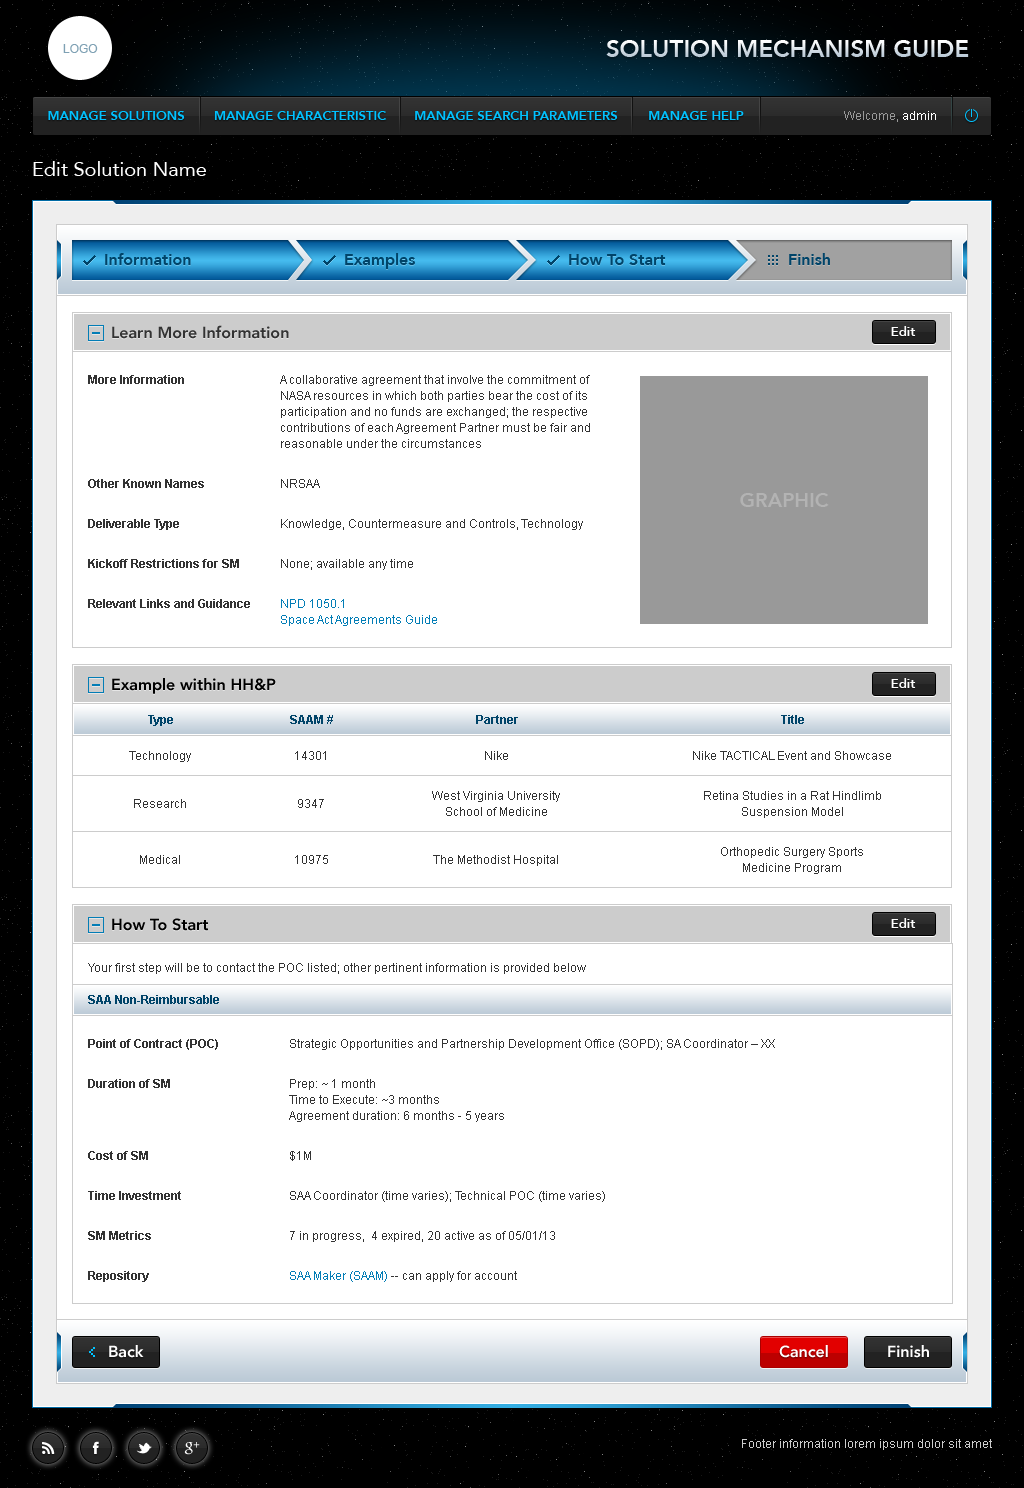 LOGO
SOLUTION MECHANISM GUIDE
MANAGE SOLUTIONS
MANAGE CHARACTERISTIC
MANAGE SEARCH PARAMETERS
MANAGE HELP
Welcome, admin
Edit Solution Name
Information
Examples
How To Start
Finish
Learn More Information
Edit
More Information
A collaborative agreement that involve the commitment of
NASA resources in which both parties bear the cost of its
participation and no funds are exchanged; the respective
contributions of each Agreement Partner must be fair and
reasonable under the circumstances
GRAPHIC
Other Known Names
NRSAA
Deliverable Type
Knowledge, Countermeasure and Controls, Technology
Kickoff Restrictions for SM
None; available any time
Relevant Links and Guidance
NPD 1050.1
Space Act Agreements Guide
Example within HH&P
Edit
Type
SAAM #
Partner
Title
Technology
14301
Nike
Nike TACTICAL Event and Showcase
Research
9347
West Virginia University
School of Medicine
Retina Studies in a Rat Hindlimb
Suspension Model
Medical
10975
The Methodist Hospital
Orthopedic Surgery Sports
Medicine Program
How To Start
Edit
Your first step will be to contact the POC listed; other pertinent information is provided below
SAA Non-Reimbursable
Point of Contract (POC)
Strategic Opportunities and Partnership Development Office (SOPD); SA Coordinator – XX
Duration of SM
Prep: ~ 1 month
Time to Execute: ~3 months
Agreement duration: 6 months - 5 years
Cost of SM
$1M
Time Investment
SAA Coordinator (time varies); Technical POC (time varies)
SM Metrics
7 in progress,  4 expired, 20 active as of 05/01/13
Repository
SAA Maker (SAAM) -- can apply for account
Back
Cancel
Finish
f
g+
Footer information lorem ipsum dolor sit amet